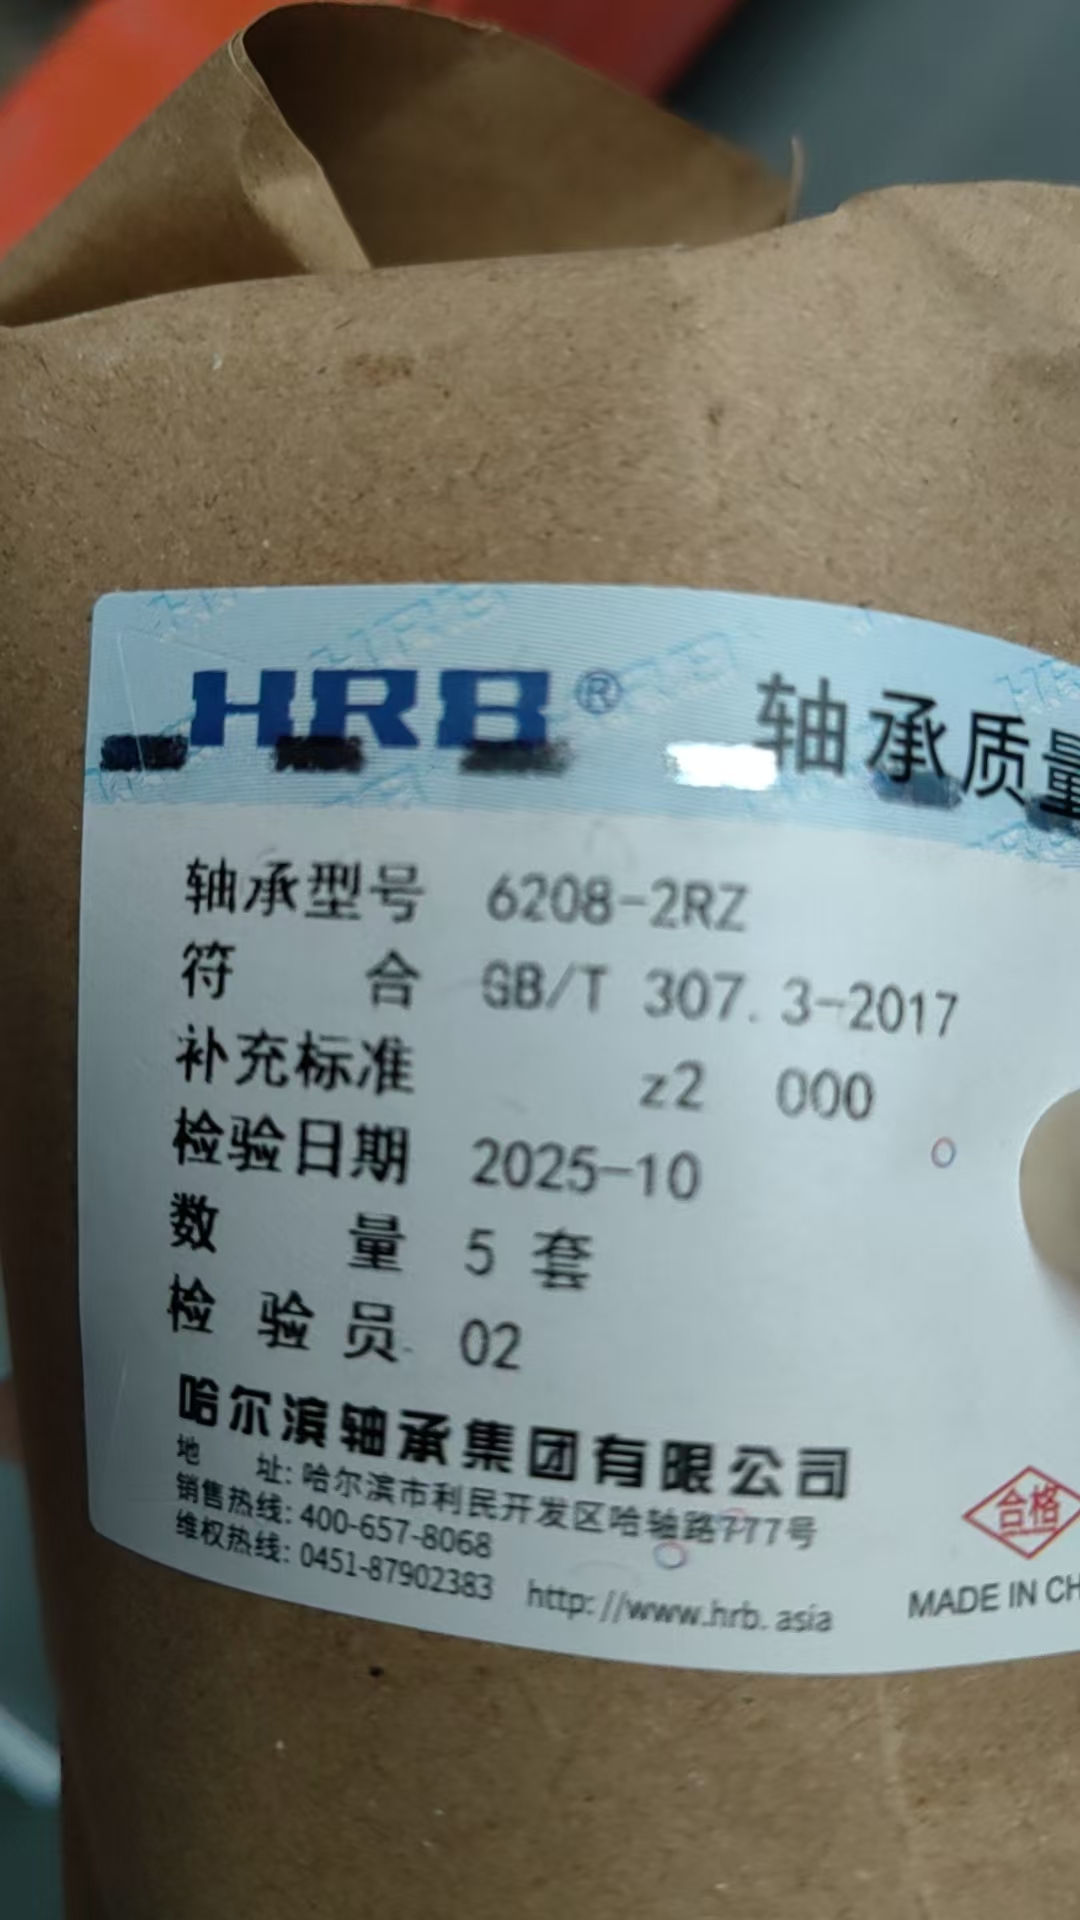 HRB® 轴承质量
轴承型号 6208-2RZ
符合 GB/T 307.3-2017
补充标准 z2 000
检验日期 2025-10
数量 5 套
检验员 02
哈尔滨轴承集团有限公司
地址: 哈尔滨市利民开发区哈轴路777号
销售热线: 400-657-8068
维权热线: 0451-87902383 http://www.hrb.asia
合格
MADE IN CH